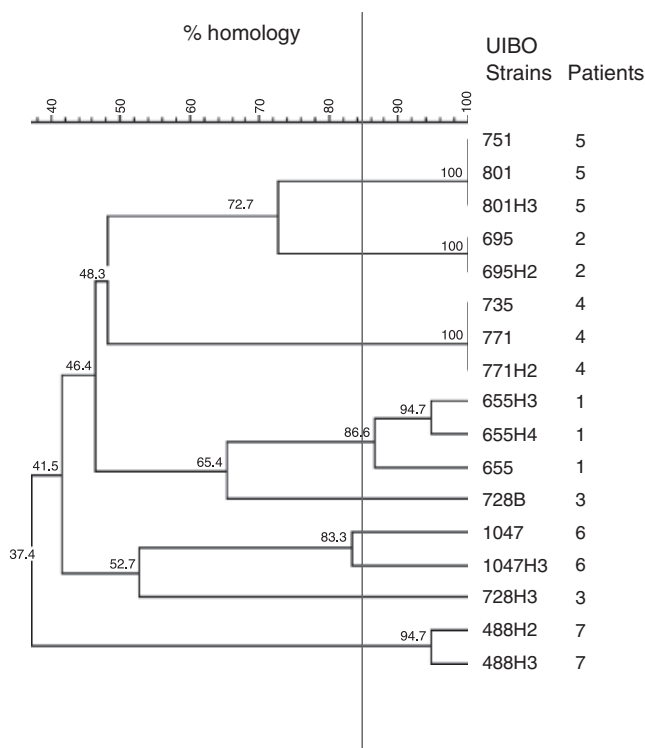 % homology
UIBO
Strains Patients
40 50 60 70 80 90 100
751 5
100 801 5
801H3 5
72.7
695 2
100
695H2 2
48.3
735 4
100 771 4
771H2 4
46.4
655H3 1
94.7
655H4 1
86.6
655 1
65.4
41.5
728B 3
1047 6
83.3
1047H3 6
37.4
52.7
728H3 3
488H2 7
94.7
488H3 7